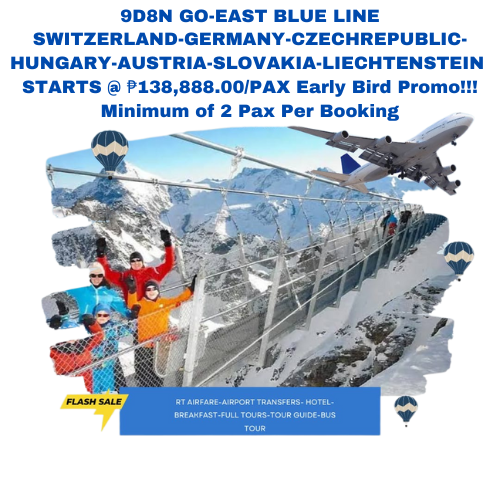 9D8N GO-EAST BLUE LINE
SWITZERLAND-GERMANY-CZECHREPUBLIC-
HUNGARY-AUSTRIA-SLOVAKIA-LIECHTENSTEIN
STARTS @ ₱138,888.00/PAX Early Bird Promo!!!
Minimum of 2 Pax Per Booking
FLASH SALE
RT AIRFARE-AIRPORT TRANSFERS- HOTEL-
BREAKFAST-FULL TOURS-TOUR GUIDE-BUS
TOUR